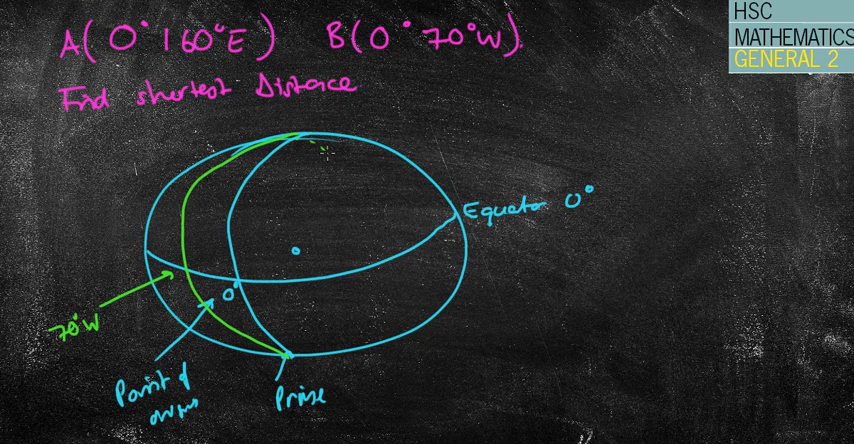 A(0° 160°E) B(0° 70°W).
Find shortest Distance
HSC
MATHEMATICS
GENERAL 2
Equator 0°
0°
70°W
Point of
Prime